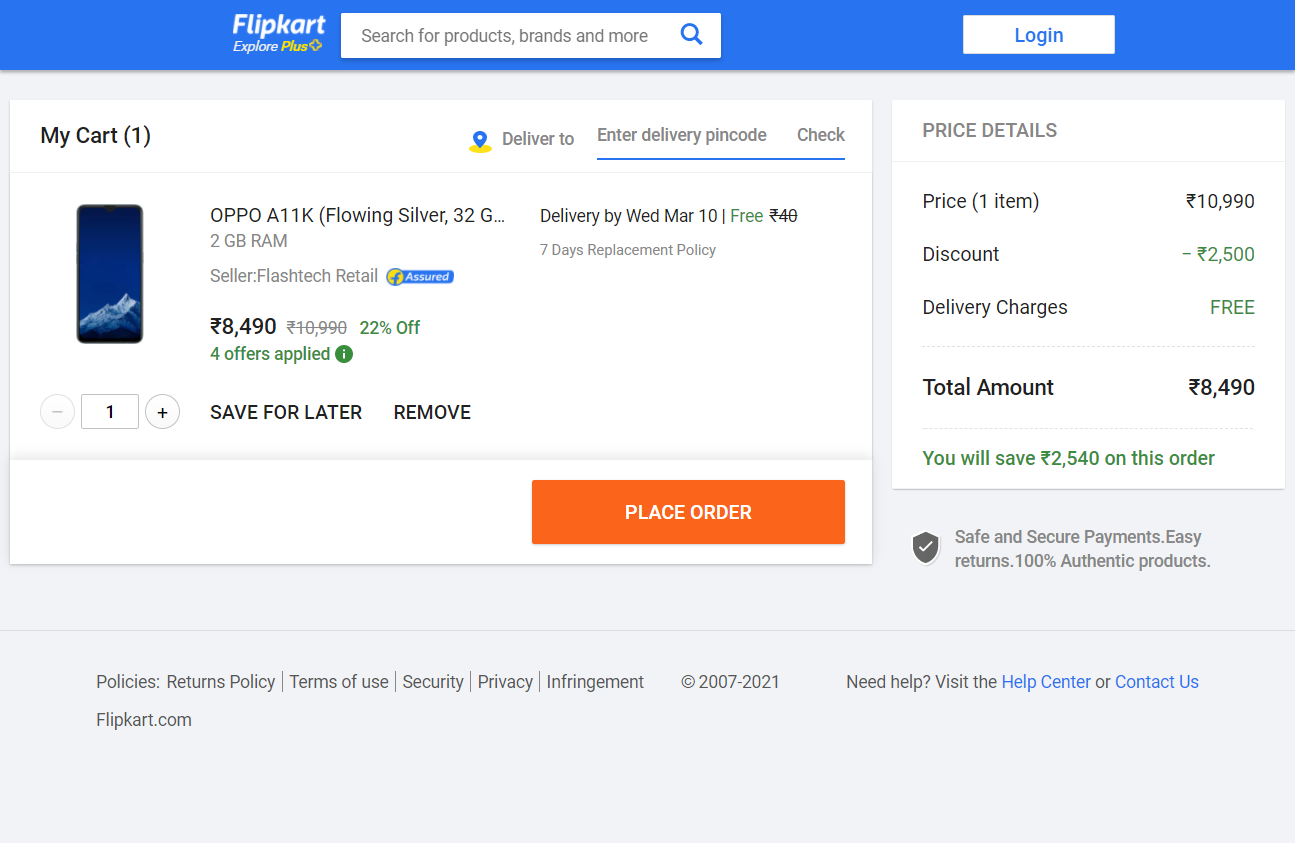 Flipkart
Explore Plus
Search for products, brands and more
Login
My Cart (1)
Deliver to
Enter delivery pincode
Check
OPPO A11K (Flowing Silver, 32 G...
2 GB RAM
Seller:Flashtech Retail
f Assured
₹8,490 ₹10,990 22% Off
4 offers applied
Delivery by Wed Mar 10 | Free ₹40
7 Days Replacement Policy
− 1 +
SAVE FOR LATER
REMOVE
PLACE ORDER
PRICE DETAILS
Price (1 item) ₹10,990
Discount − ₹2,500
Delivery Charges FREE
Total Amount ₹8,490
You will save ₹2,540 on this order
Safe and Secure Payments.Easy
returns.100% Authentic products.
Policies: Returns Policy | Terms of use | Security | Privacy | Infringement © 2007-2021 Need help? Visit the Help Center or Contact Us
Flipkart.com